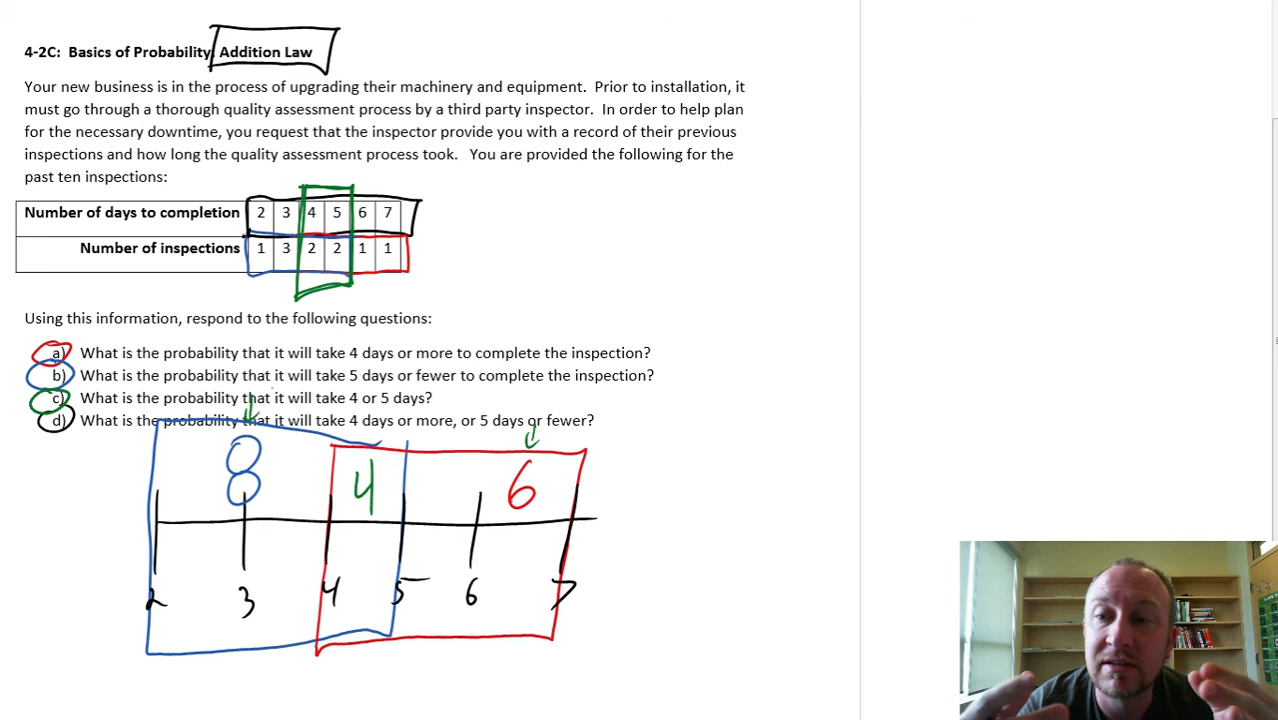 4-2C: Basics of Probability Addition Law
Your new business is in the process of upgrading their machinery and equipment. Prior to installation, it
must go through a thorough quality assessment process by a third party inspector. In order to help plan
for the necessary downtime, you request that the inspector provide you with a record of their previous
inspections and how long the quality assessment process took. You are provided the following for the
past ten inspections:
Number of days to completion 2 3 4 5 6 7
Number of inspections 1 3 2 2 1 1
Using this information, respond to the following questions:
a) What is the probability that it will take 4 days or more to complete the inspection?
b) What is the probability that it will take 5 days or fewer to complete the inspection?
c) What is the probability that it will take 4 or 5 days?
d) What is the probability that it will take 4 days or more, or 5 days or fewer?
8 4 6
2 3 4 5 6 7